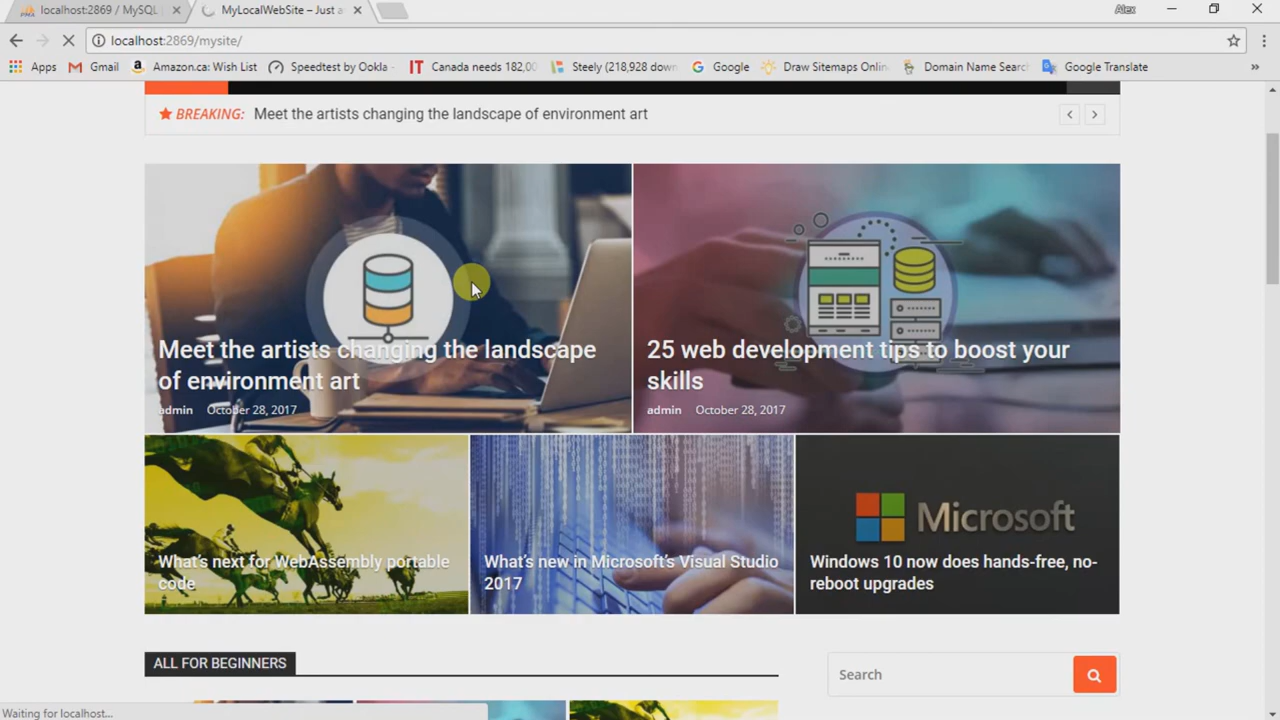 localhost:2869 / MySQL
MyLocalWebSite – Just a
Alex
localhost:2869/mysite/
Apps
Gmail
Amazon.ca: Wish List
Speedtest by Ookla -
Canada needs 182,00
Steely (218,928 down
Google
Draw Sitemaps Onlin
Domain Name Search
Google Translate
»
BREAKING: Meet the artists changing the landscape of environment art
Meet the artists changing the landscape
of environment art
admin October 28, 2017
25 web development tips to boost your
skills
admin October 28, 2017
What's next for WebAssembly portable
code
What's new in Microsoft's Visual Studio
2017
Microsoft
Windows 10 now does hands-free, no-
reboot upgrades
ALL FOR BEGINNERS
Search
Waiting for localhost...